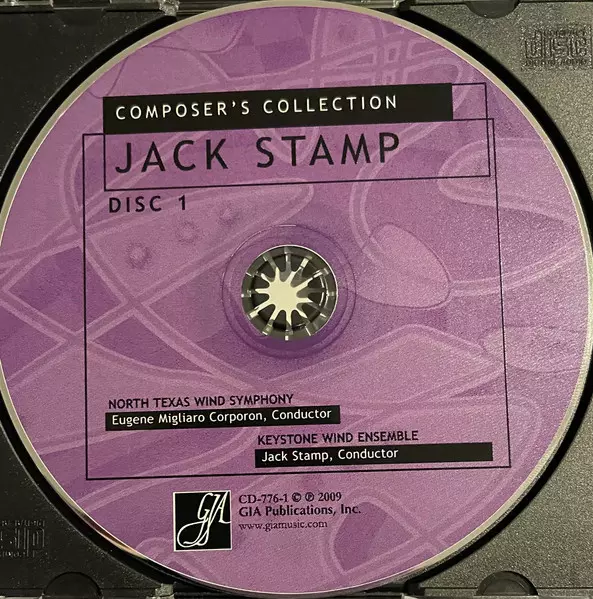 COMPOSER'S COLLECTION
JACK STAMP
DISC 1
NORTH TEXAS WIND SYMPHONY
Eugene Migliaro Corporon, Conductor
KEYSTONE WIND ENSEMBLE
Jack Stamp, Conductor
GIA
CD-776-1 © ℗ 2009
GIA Publications, Inc.
www.giamusic.com